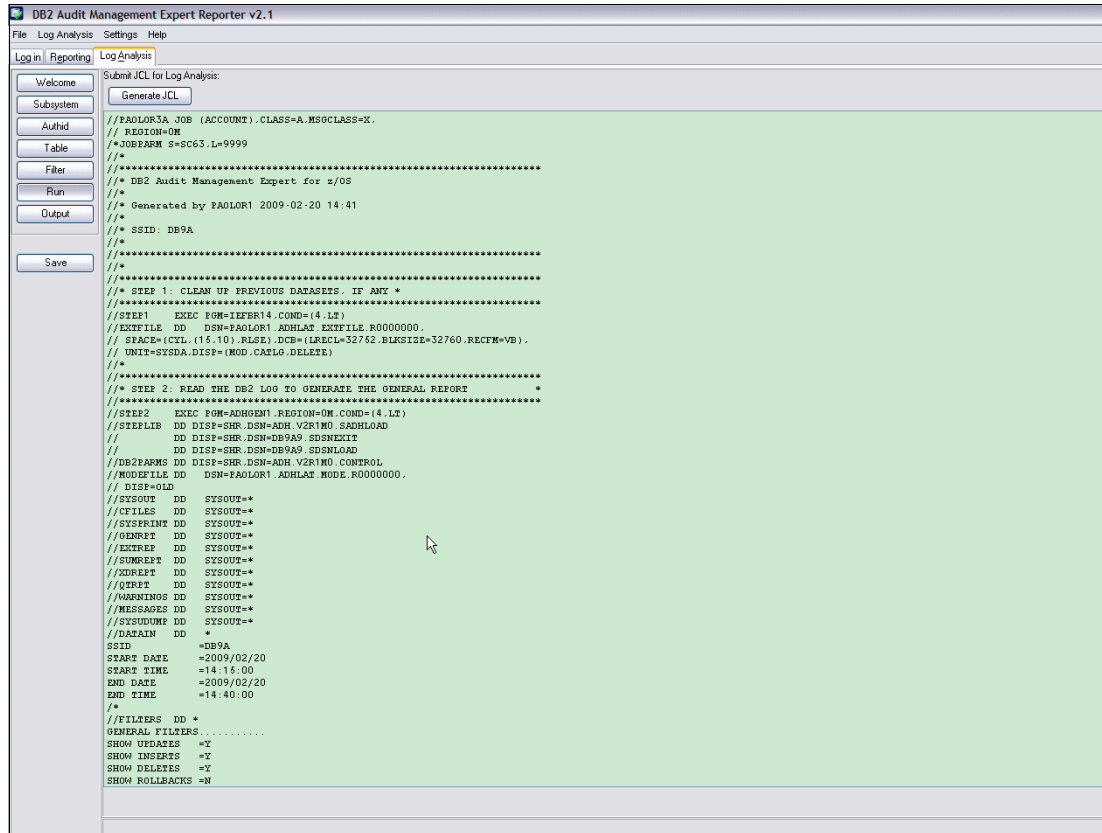 DB2 Audit Management Expert Reporter v2.1
File Log Analysis Settings Help
Log in Reporting Log Analysis
Welcome
Subsystem
Authid
Table
Filter
Run
Output
Save
Submit JCL for Log Analysis:
Generate JCL
//PAOLOR3A JOB (ACCOUNT),CLASS=A,MSGCLASS=X,
// REGION=0M
/*JOBPARM S=SC63,L=9999
//*
//*********************************************************************
//* DB2 Audit Management Expert for z/OS
//*
//* Generated by PAOLOR1 2009-02-20 14:41
//*
//* SSID: DB9A
//*
//*********************************************************************
//*
//*********************************************************************
//* STEP 1: CLEAN UP PREVIOUS DATASETS, IF ANY *
//*********************************************************************
//STEP1    EXEC PGM=IEFBR14,COND=(4,LT)
//EXTFILE  DD   DSN=PAOLOR1.ADHLAT.EXTFILE.R0000000,
// SPACE=(CYL,(15,10),RLSE),DCB=(LRECL=32752,BLKSIZE=32760,RECFM=VB),
// UNIT=SYSDA,DISP=(MOD,CATLG,DELETE)
//*
//*********************************************************************
//* STEP 2: READ THE DB2 LOG TO GENERATE THE GENERAL REPORT           *
//*********************************************************************
//STEP2    EXEC PGM=ADHGEN1,REGION=0M,COND=(4,LT)
//STEPLIB  DD DISP=SHR,DSN=ADH.V2R1M0.SADHLOAD
//         DD DISP=SHR,DSN=DB9A9.SDSNEXIT
//         DD DISP=SHR,DSN=DB9A9.SDSNLOAD
//DB2PARMS DD DISP=SHR,DSN=ADH.V2R1M0.CONTROL
//MODEFILE DD   DSN=PAOLOR1.ADHLAT.MODE.R0000000,
// DISP=OLD
//SYSOUT   DD   SYSOUT=*
//CFILES   DD   SYSOUT=*
//SYSPRINT DD   SYSOUT=*
//GENRPT   DD   SYSOUT=*
//EXTREP   DD   SYSOUT=*
//SUMREPT  DD   SYSOUT=*
//XDREPT   DD   SYSOUT=*
//QTRPT    DD   SYSOUT=*
//WARNINGS DD   SYSOUT=*
//MESSAGES DD   SYSOUT=*
//SYSUDUMP DD   SYSOUT=*
//DATAIN   DD   *
SSID           =DB9A
START DATE     =2009/02/20
START TIME     =14:15:00
END DATE       =2009/02/20
END TIME       =14:40:00
/*
//FILTERS  DD *
GENERAL FILTERS...........
SHOW UPDATES   =Y
SHOW INSERTS   =Y
SHOW DELETES   =Y
SHOW ROLLBACKS =N